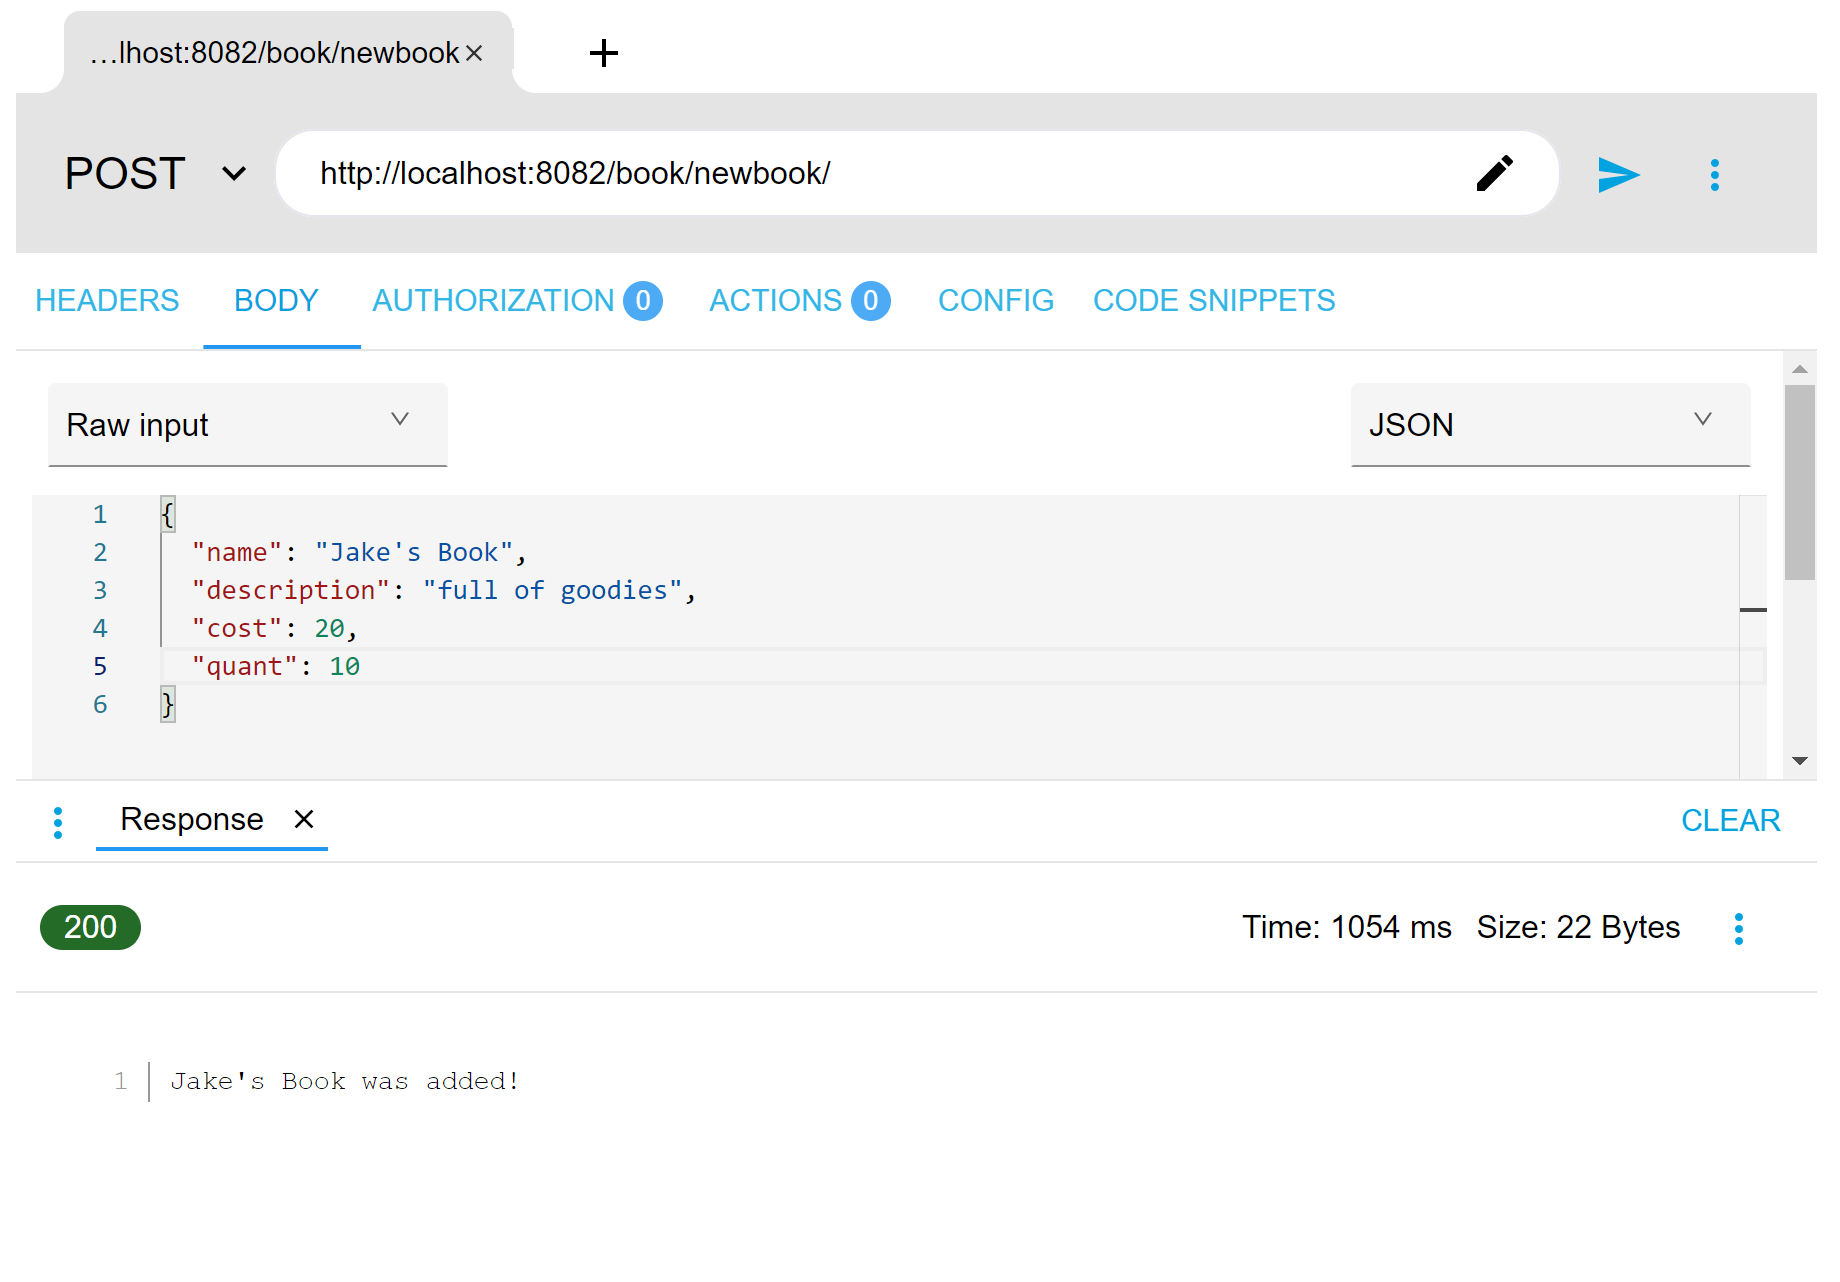 ...lhost:8082/book/newbook
POST http://localhost:8082/book/newbook/
HEADERS BODY AUTHORIZATION 0 ACTIONS 0 CONFIG CODE SNIPPETS
Raw input JSON
1 {
2 "name": "Jake's Book",
3 "description": "full of goodies",
4 "cost": 20,
5 "quant": 10
6 }
Response CLEAR
200 Time: 1054 ms Size: 22 Bytes
1 Jake's Book was added!